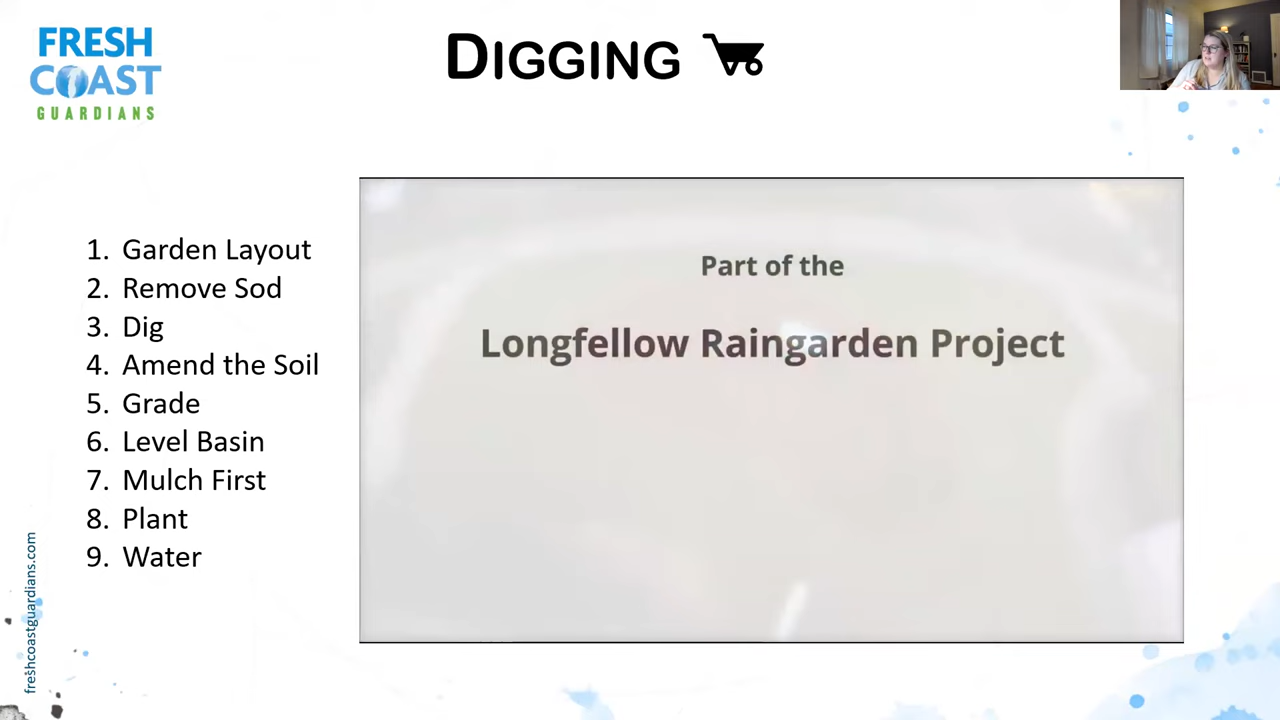 FRESH
COAST
GUARDIANS
DIGGING
1. Garden Layout
2. Remove Sod
3. Dig
4. Amend the Soil
5. Grade
6. Level Basin
7. Mulch First
8. Plant
9. Water
Part of the
Longfellow Raingarden Project
freshcoastguardians.com